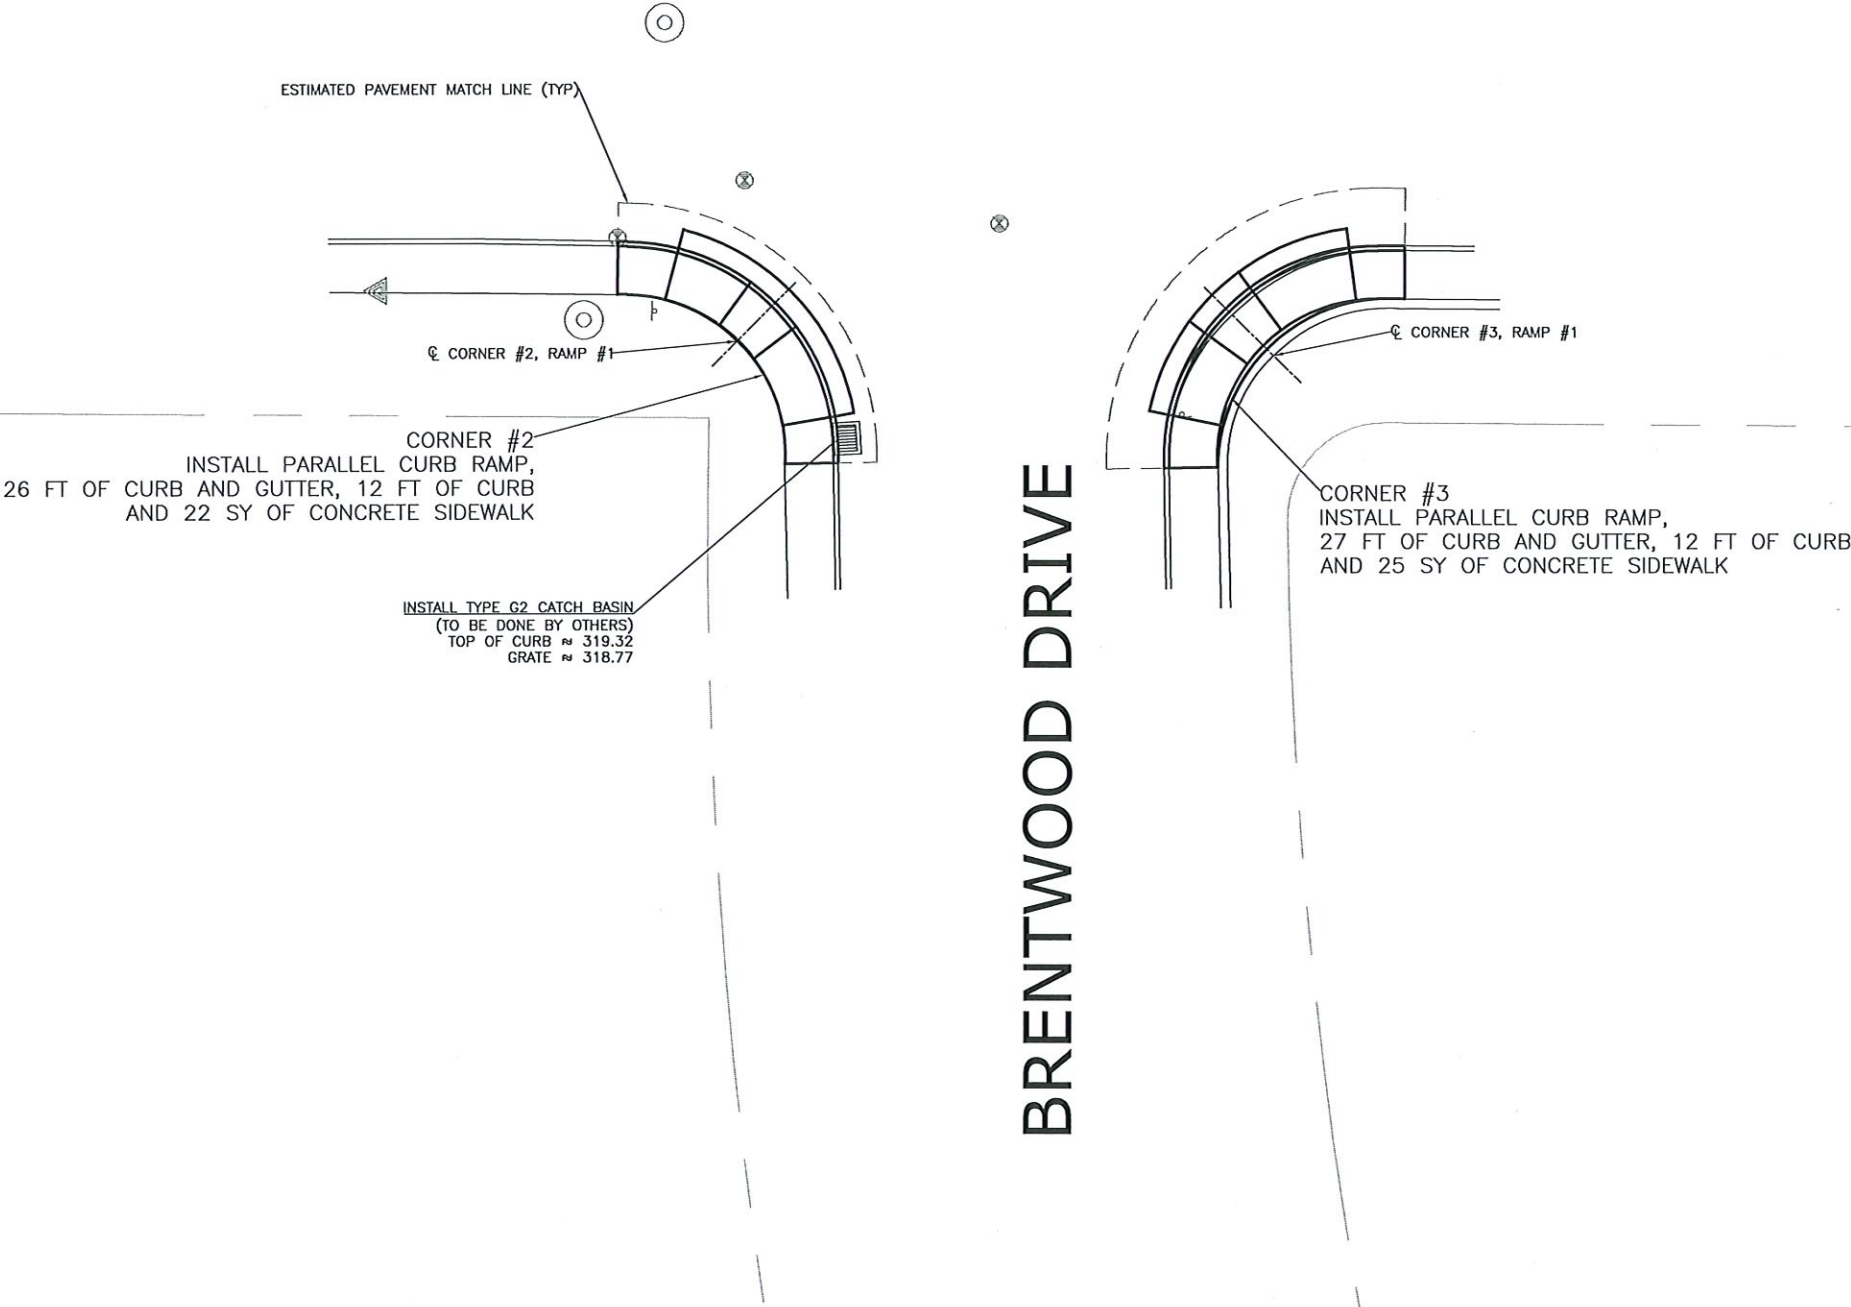 ESTIMATED PAVEMENT MATCH LINE (TYP)
℄ CORNER #2, RAMP #1
CORNER #2
INSTALL PARALLEL CURB RAMP,
26 FT OF CURB AND GUTTER, 12 FT OF CURB
AND 22 SY OF CONCRETE SIDEWALK
INSTALL TYPE G2 CATCH BASIN
(TO BE DONE BY OTHERS)
TOP OF CURB ≈ 319.32
GRATE ≈ 318.77
BRENTWOOD DRIVE
℄ CORNER #3, RAMP #1
CORNER #3
INSTALL PARALLEL CURB RAMP,
27 FT OF CURB AND GUTTER, 12 FT OF CURB
AND 25 SY OF CONCRETE SIDEWALK